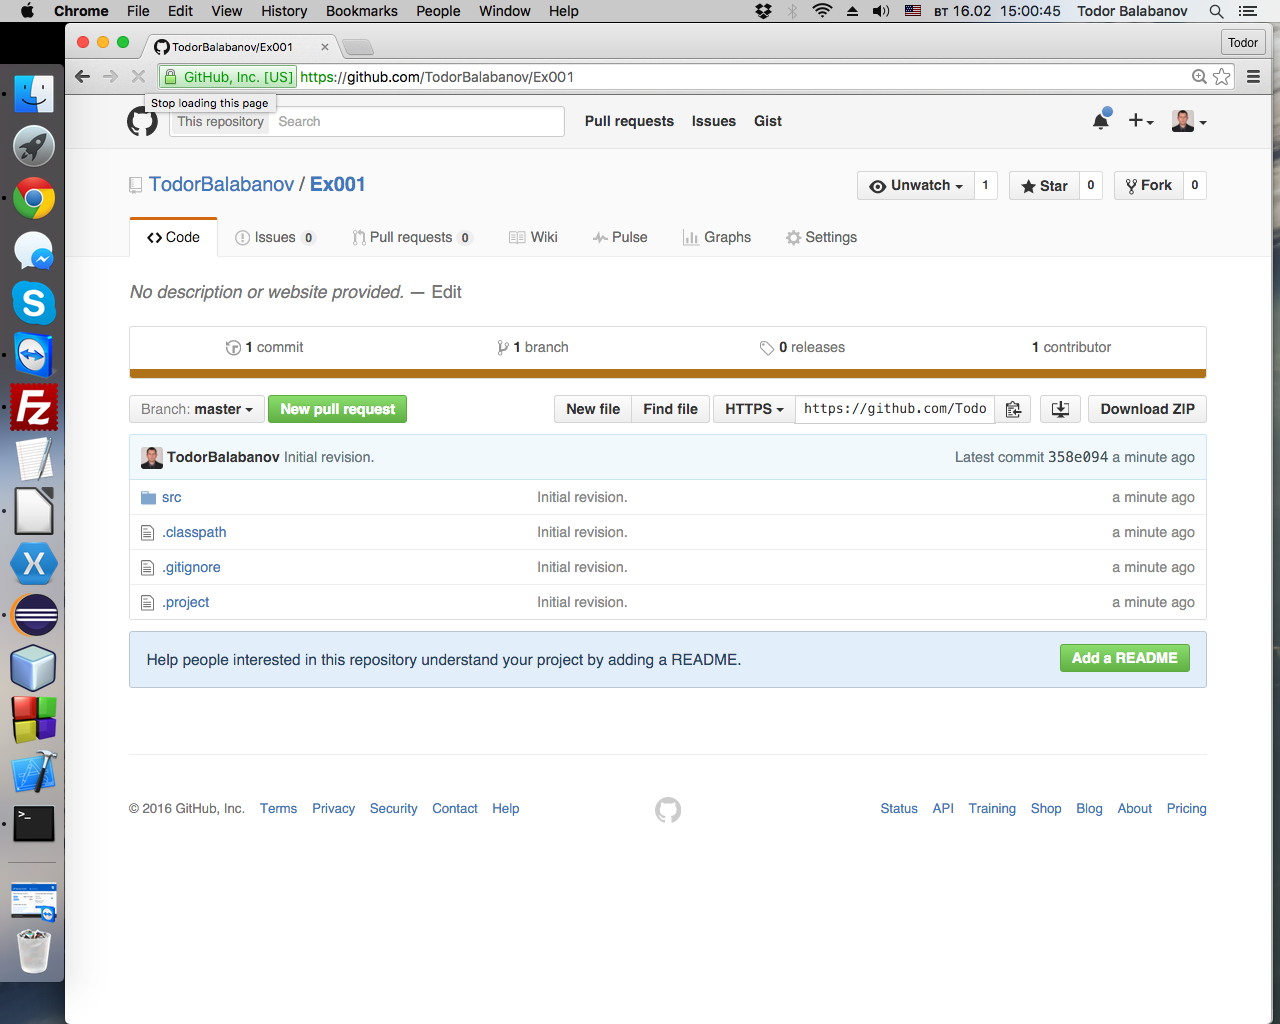 Chrome File Edit View History Bookmarks People Window Help вт 16.02 15:00:45 Todor Balabanov
TodorBalabanov/Ex001
Todor
GitHub, Inc. [US] https://github.com/TodorBalabanov/Ex001
Stop loading this page
This repository Search Pull requests Issues Gist
TodorBalabanov / Ex001 Unwatch 1 Star 0 Fork 0
Code Issues 0 Pull requests 0 Wiki Pulse Graphs Settings
No description or website provided. — Edit
1 commit 1 branch 0 releases 1 contributor
Branch: master New pull request New file Find file HTTPS https://github.com/Todo Download ZIP
TodorBalabanov Initial revision. Latest commit 358e094 a minute ago
src Initial revision. a minute ago
.classpath Initial revision. a minute ago
.gitignore Initial revision. a minute ago
.project Initial revision. a minute ago
Help people interested in this repository understand your project by adding a README. Add a README
© 2016 GitHub, Inc. Terms Privacy Security Contact Help Status API Training Shop Blog About Pricing